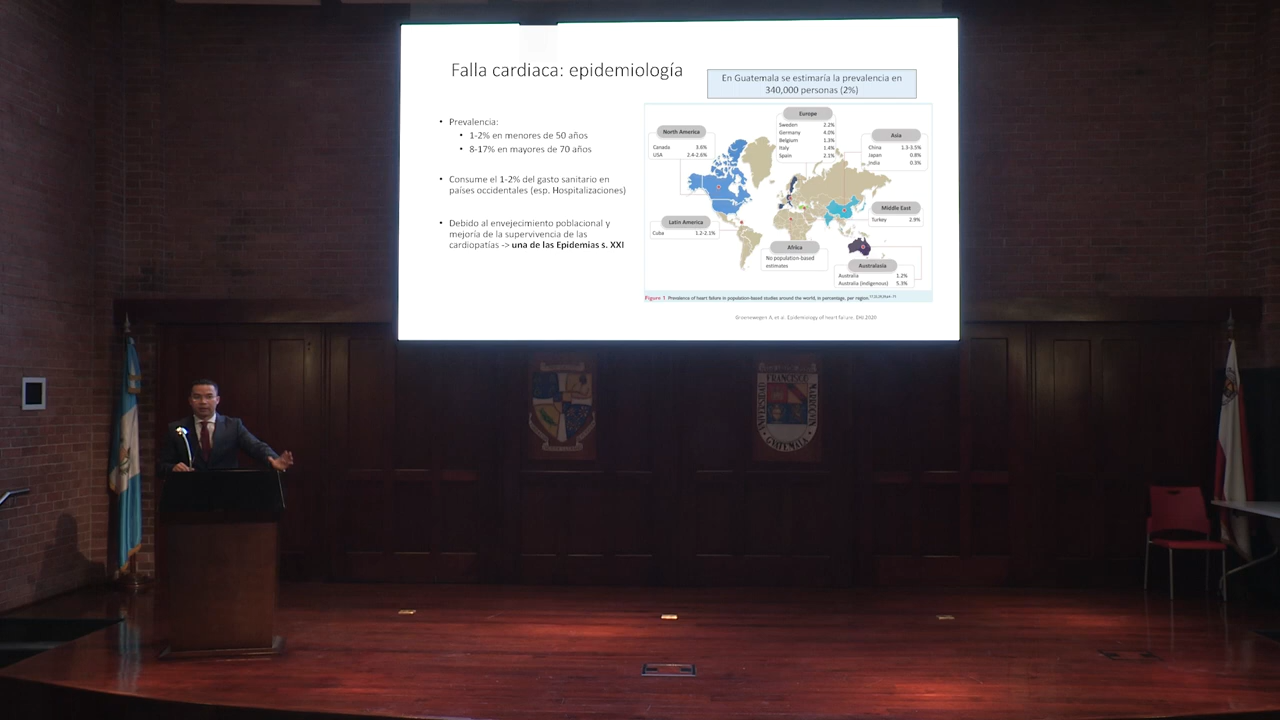 Falla cardiaca: epidemiología
En Guatemala se estimaría la prevalencia en
340,000 personas (2%)
• Prevalencia:
• 1-2% en menores de 50 años
• 8-17% en mayores de 70 años
• Consume el 1-2% del gasto sanitario en
países occidentales (esp. Hospitalizaciones)
• Debido al envejecimiento poblacional y
mejoría de la supervivencia de las
cardiopatías -> una de las Epidemias s. XXI
North America
Canada 3.6%
USA 2.4-2.6%
Europe
Sweden 2.2%
Germany 4.0%
Belgium 1.3%
Italy 1.4%
Spain 2.1%
Asia
China 1.3-3.5%
Japan 0.8%
India 0.3%
Middle East
Turkey 2.9%
Latin America
Cuba 1.2-2.1%
Africa
No population-based
estimates
Australasia
Australia 1.2%
Australia (indigenous) 5.3%
Figure 1 Prevalence of heart failure in population-based studies around the world, in percentage, per region.
Groenewegen A, et al. Epidemiology of heart failure. EHJ 2020
FRANCISCO
MARROQUIN
UNIVERSIDAD
GUATEMALA